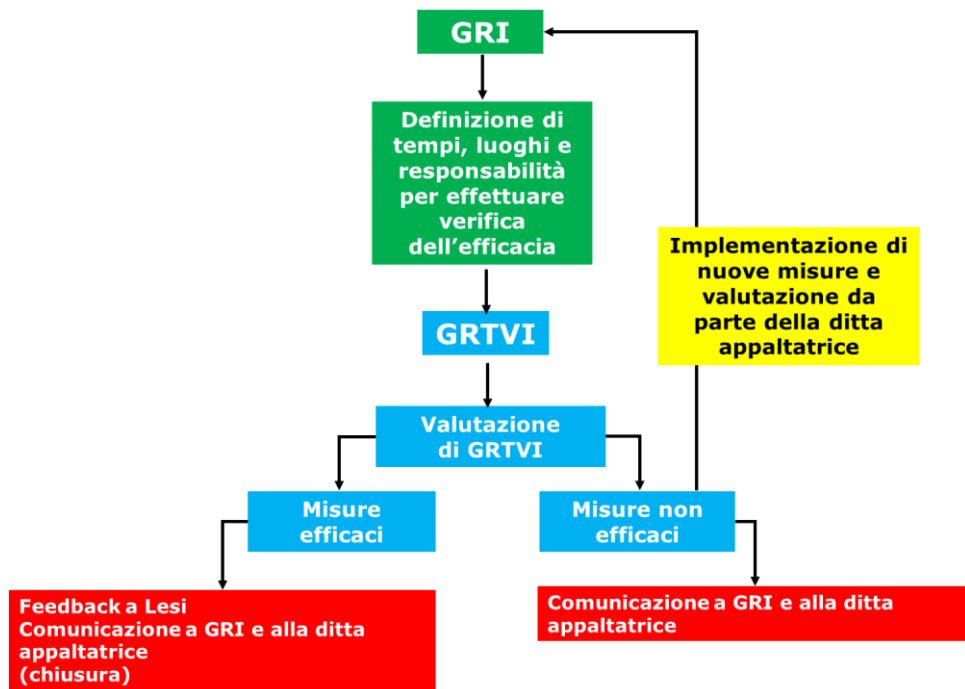 GRI
Definizione di
tempi, luoghi e
responsabilità
per effettuare
verifica
dell’efficacia
Implementazione di
nuove misure e
valutazione da
parte della ditta
appaltatrice
GRTVI
Valutazione
di GRTVI
Misure
efficaci
Misure non
efficaci
Feedback a Lesi
Comunicazione a GRI e alla ditta
appaltatrice
(chiusura)
Comunicazione a GRI e alla ditta
appaltatrice